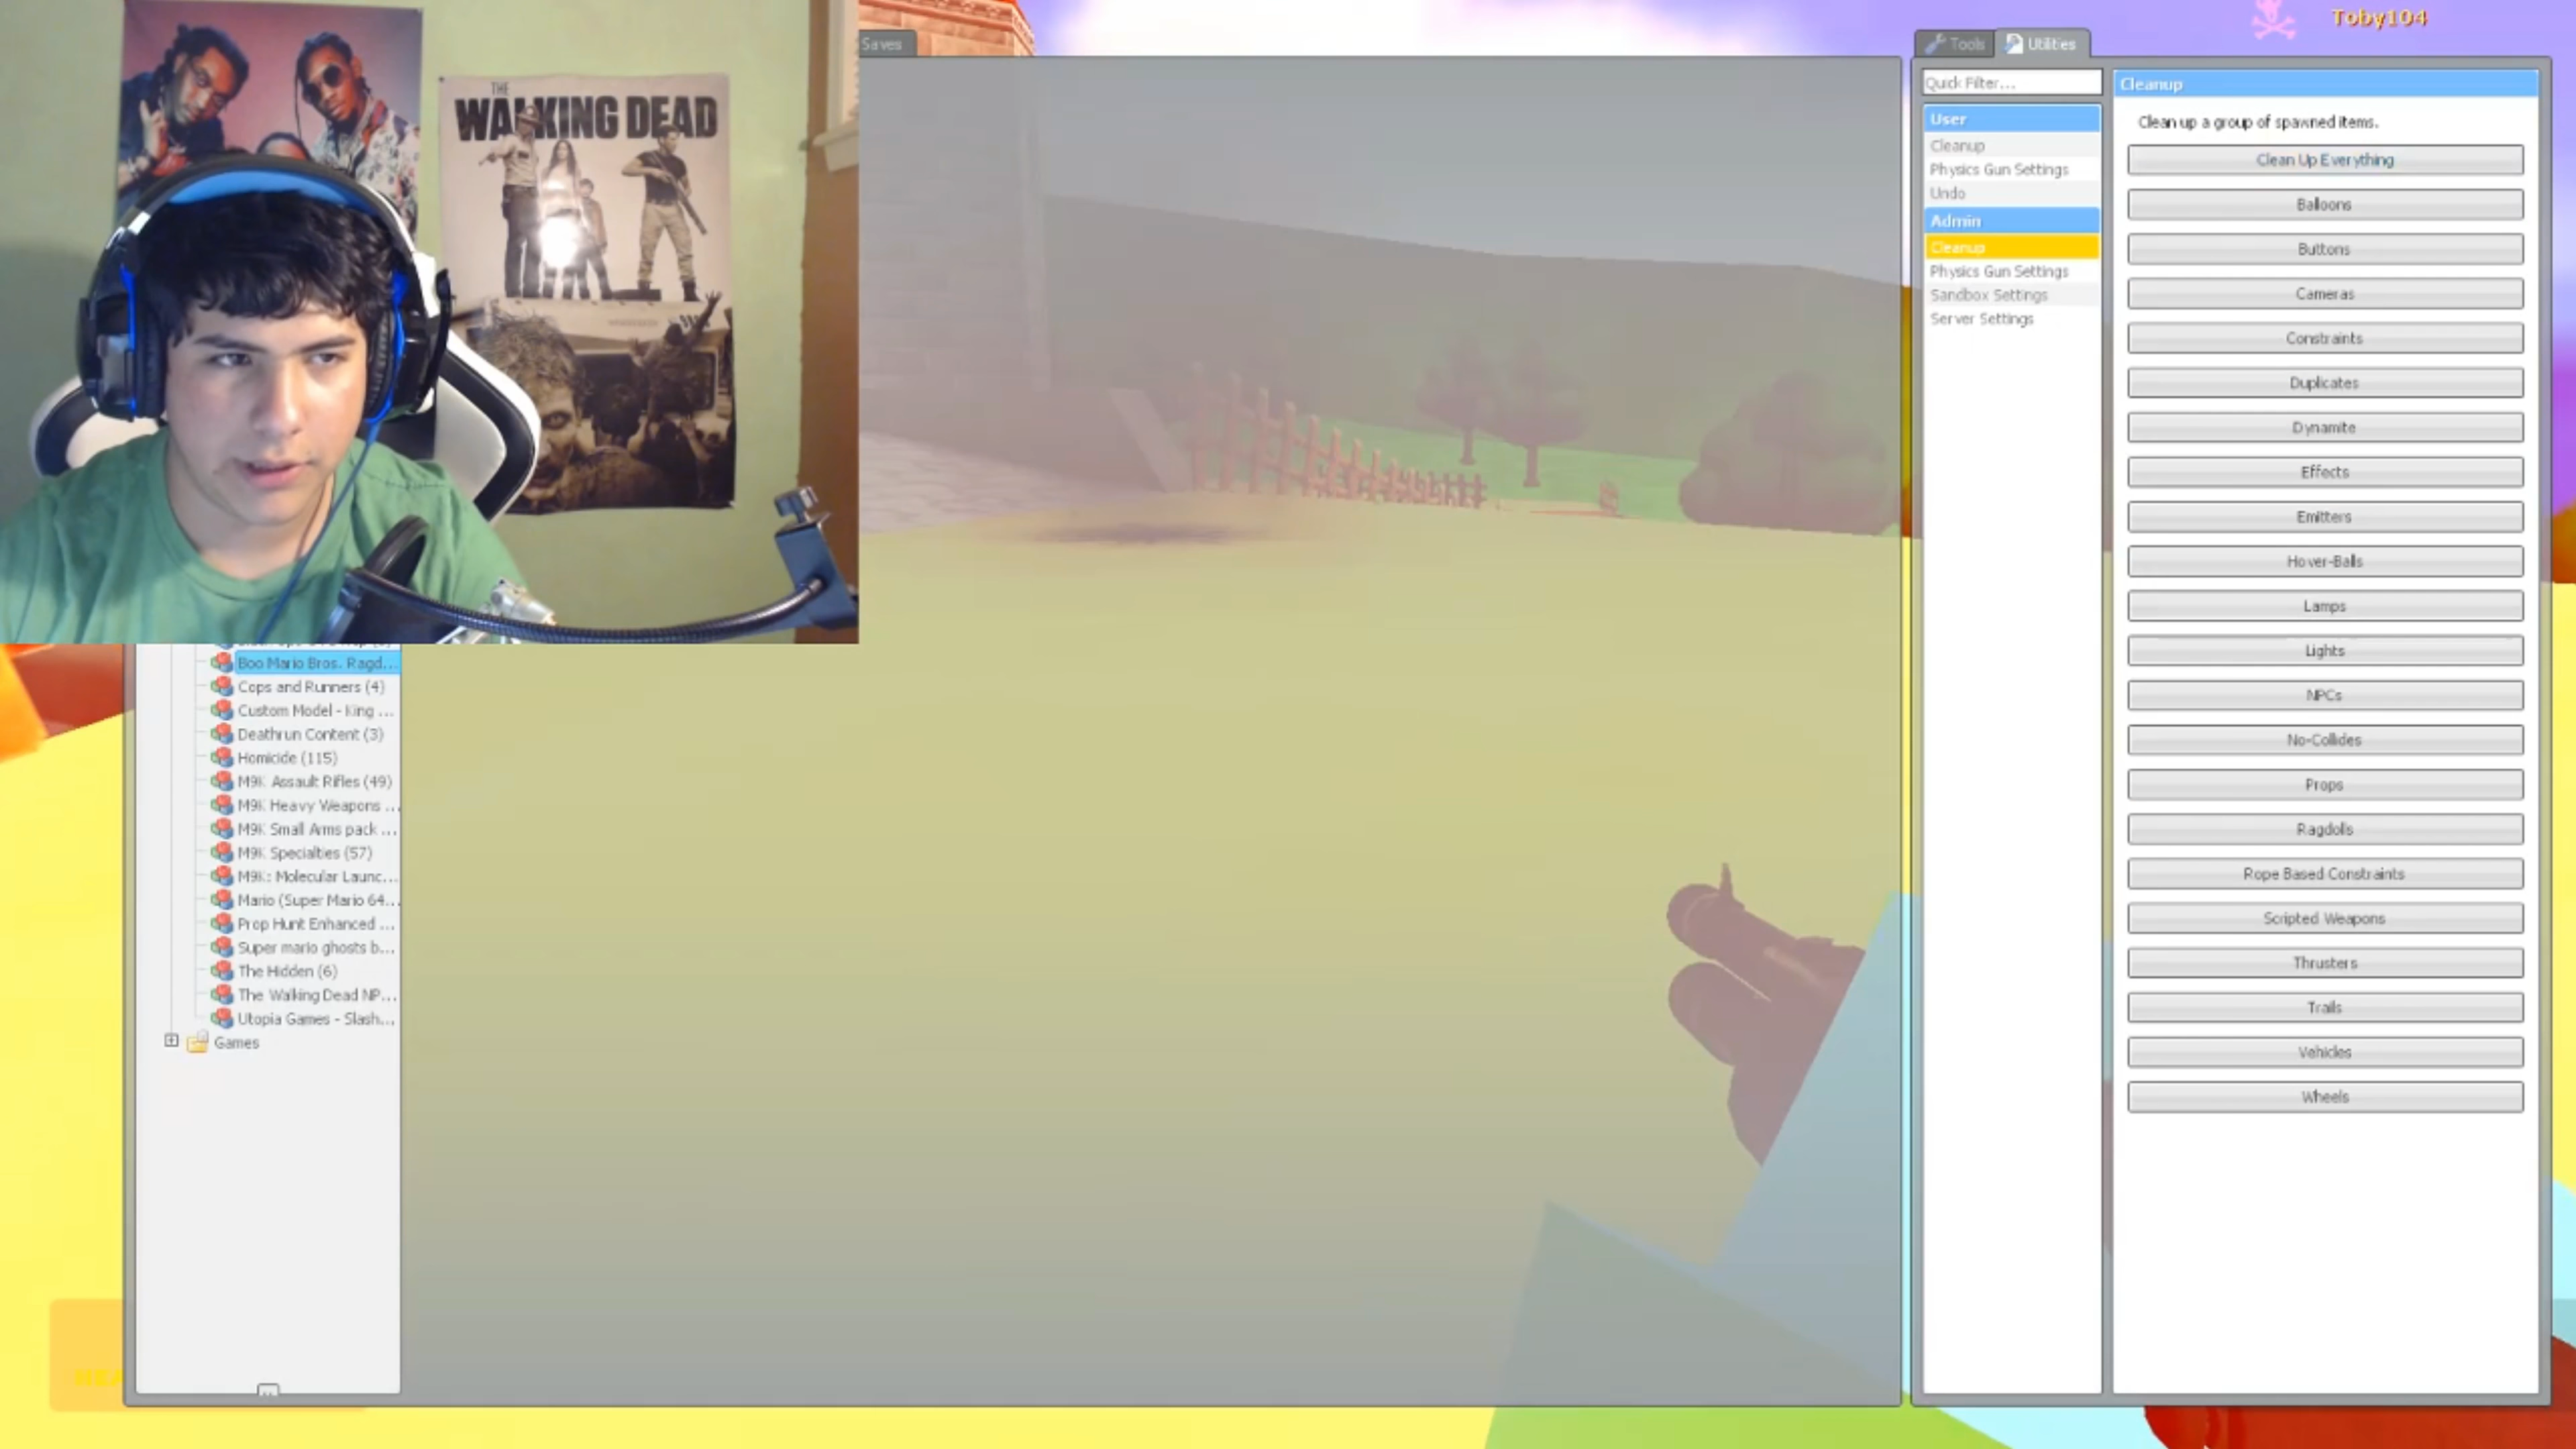 Toby104
THE
WALKING DEAD
Saves
Boo Mario Bros. Ragd...
Cops and Runners (4)
Custom Model - King ...
Deathrun Content (3)
Homicide (115)
M9K Assault Rifles (49)
M9K Heavy Weapons ...
M9K Small Arms pack ...
M9K Specialties (57)
M9K: Molecular Launc...
Mario (Super Mario 64...
Prop Hunt Enhanced ...
Super mario ghosts b...
The Hidden (6)
The Walking Dead NP...
Utopia Games - Slash...
Games
Tools
Utilities
Quick Filter...
User
Cleanup
Physics Gun Settings
Undo
Admin
Cleanup
Physics Gun Settings
Sandbox Settings
Server Settings
Cleanup
Clean up a group of spawned items.
Clean Up Everything
Balloons
Buttons
Cameras
Constraints
Duplicates
Dynamite
Effects
Emitters
Hover-Balls
Lamps
Lights
NPCs
No-Collides
Props
Ragdolls
Rope Based Constraints
Scripted Weapons
Thrusters
Trails
Vehicles
Wheels